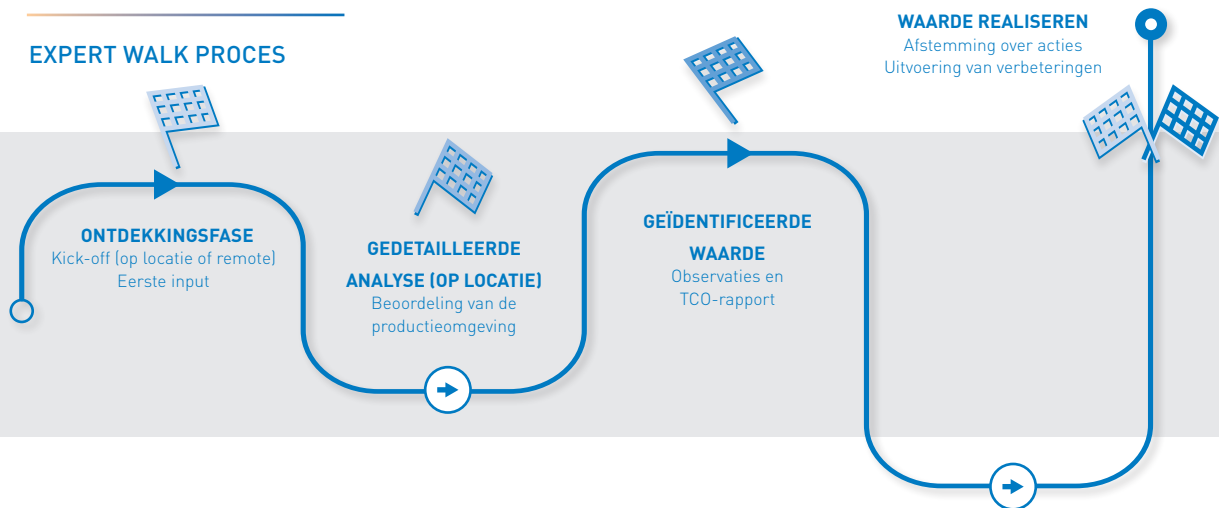 EXPERT WALK PROCES
ONTDEKKINGSFASE
Kick-off (op locatie of remote)
Eerste input
GEDETAILLEERDE
ANALYSE (OP LOCATIE)
Beoordeling van de
productieomgeving
GEÏDENTIFICEERDE
WAARDE
Observaties en
TCO-rapport
WAARDE REALISEREN
Afstemming over acties
Uitvoering van verbeteringen